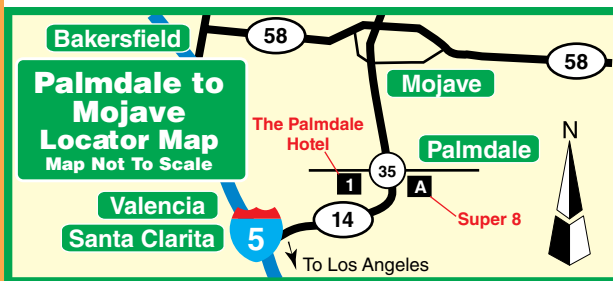 Bakersfield
58
58
Palmdale to
Mojave
Locator Map
Map Not To Scale
Mojave
The Palmdale
Hotel
35
Palmdale
N
1
A
Super 8
Valencia
Santa Clarita
5
14
To Los Angeles